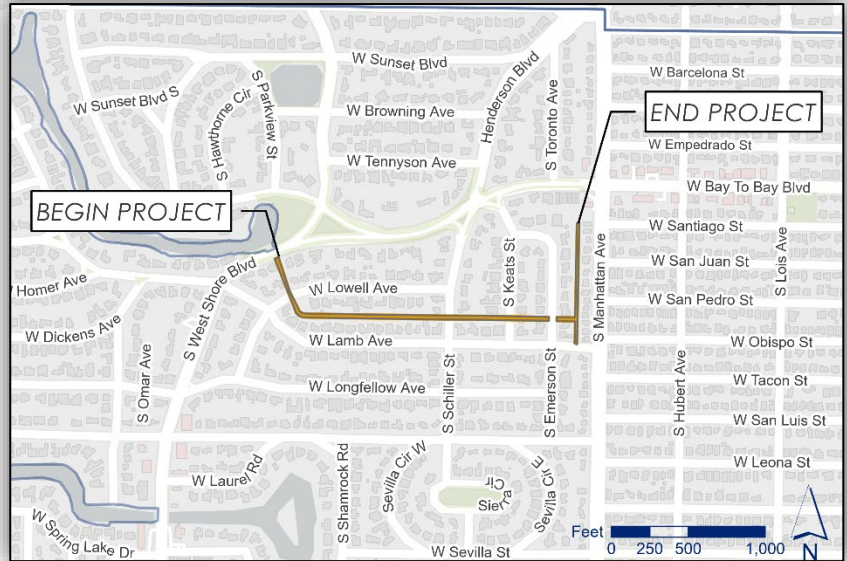 W Sunset Blvd
W Barcelona St
W Sunset Blvd S
S Hawthorne Cir
S Parkview St
W Browning Ave
Henderson Blvd
S Toronto Ave
END PROJECT
W Empedrado St
W Tennyson Ave
W Bay To Bay Blvd
BEGIN PROJECT
W Santiago St
S Lois Ave
S West Shore Blvd
S Keats St
S Manhattan Ave
W San Juan St
Homer Ave
W Lowell Ave
W San Pedro St
W Dickens Ave
W Lamb Ave
W Obispo St
S Omar Ave
W Longfellow Ave
S Schiller St
S Emerson St
S Hubert Ave
W Tacon St
W San Luis St
W Laurel Rd
S Shamrock Rd
Sevilla Cir W
Sierra Cir
Sevilla Cir E
W Leona St
W Spring Lake Dr
W Sevilla St
Feet
0 250 500 1,000
N